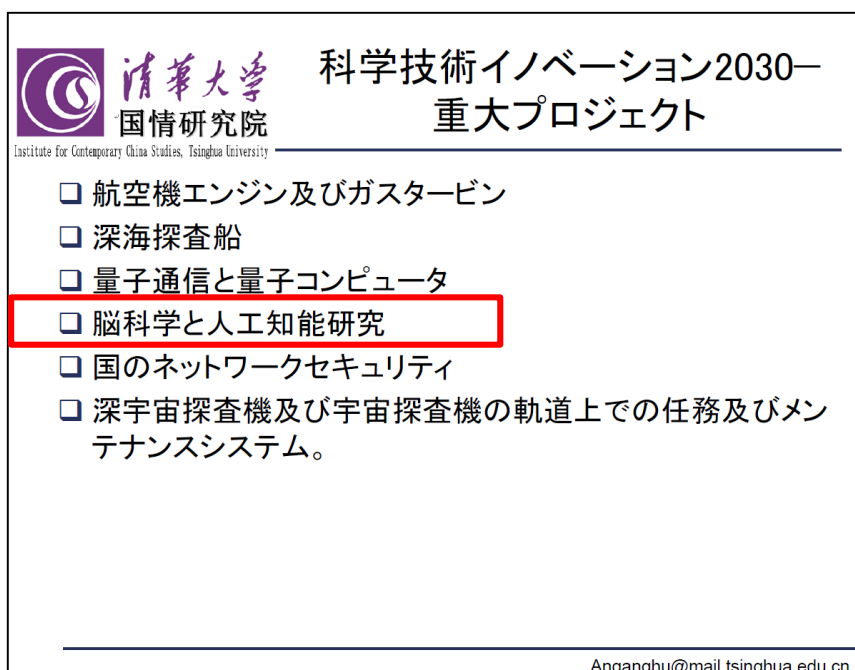 清華大学
国情研究院
Institute for Contemporary China Studies, Tsinghua University
科学技術イノベーション2030―
重大プロジェクト
❑ 航空機エンジン及びガスタービン
❑ 深海探査船
❑ 量子通信と量子コンピュータ
❑ 脳科学と人工知能研究
❑ 国のネットワークセキュリティ
❑ 深宇宙探査機及び宇宙探査機の軌道上での任務及びメン
テナンスシステム。
Anganghu@mail.tsinghua.edu.cn